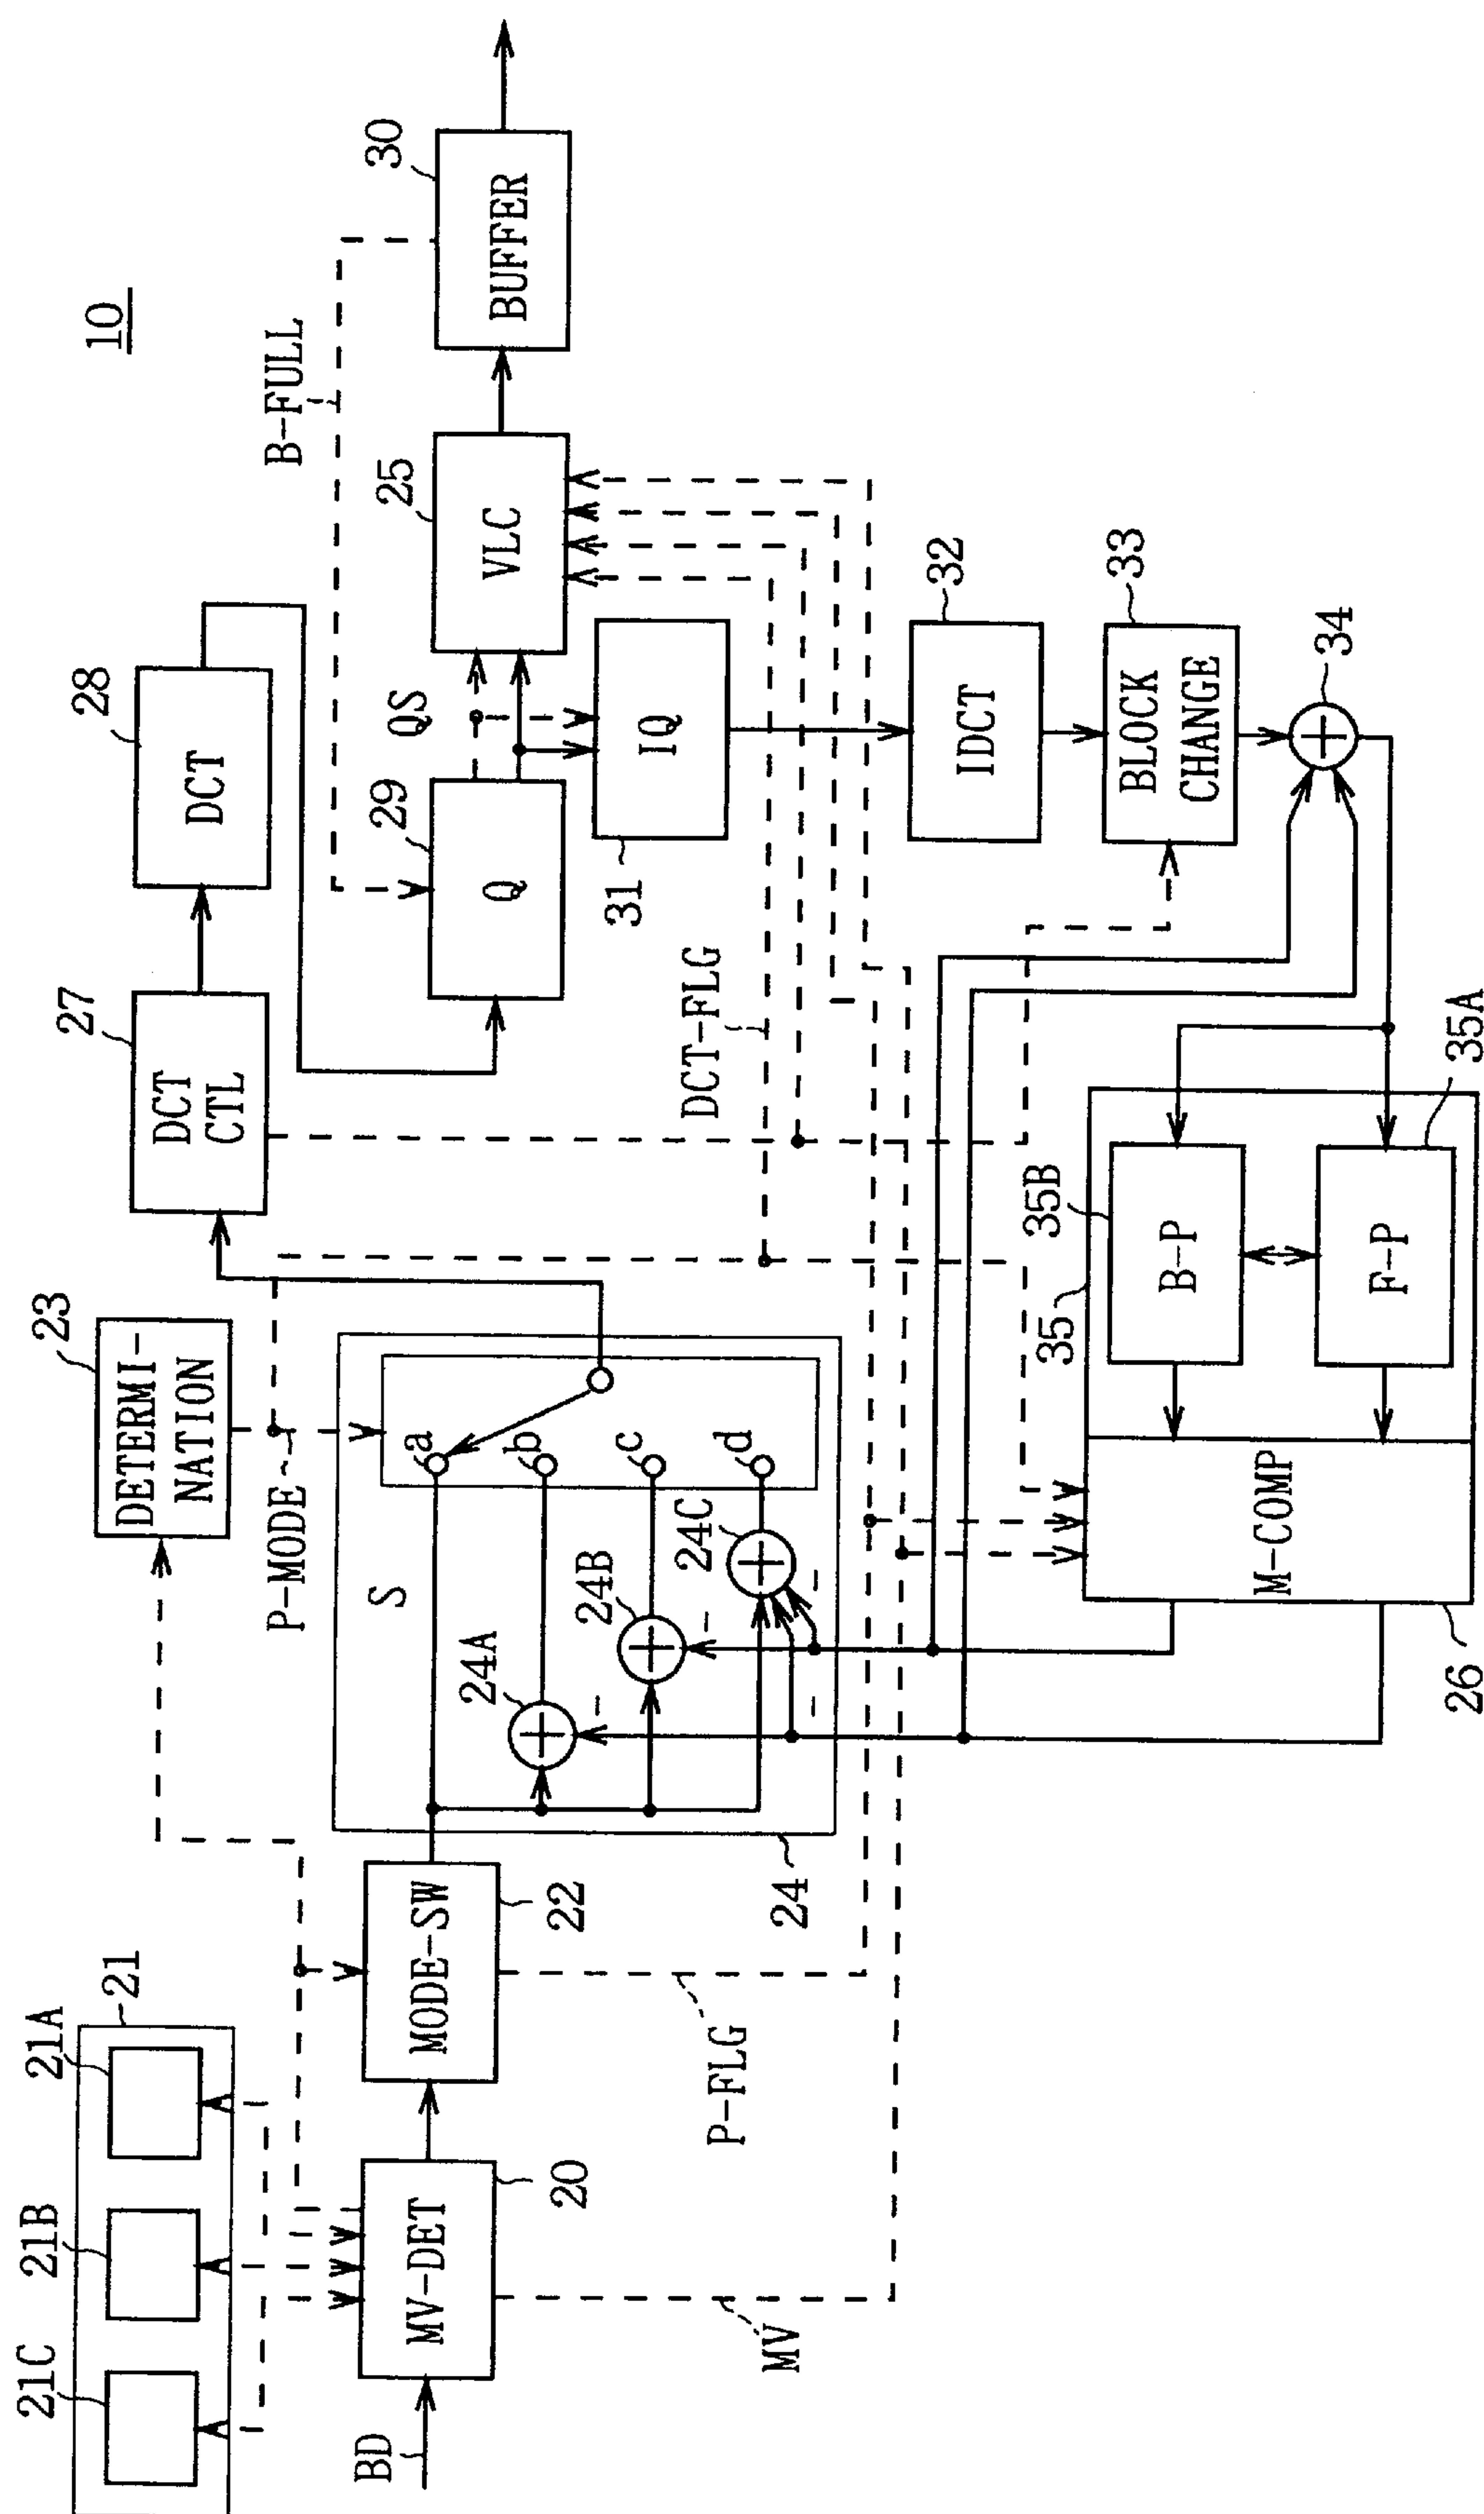 10
21C
21B
21A
21
BD
MV-DET
20
MODE-SW
22
MV
P-FLG
23
DETERMI-
NATION
P-MODE
S
a
b
c
d
24A
24B
24C
24
27
DCT
CTL
28
DCT
B-FULL
30
BUFFER
29
Q
QS
25
VLC
31
IQ
DCT-FLG
32
IDCT
33
BLOCK
CHANGE
34
35
35B
B-P
35A
F-P
M-COMP
26